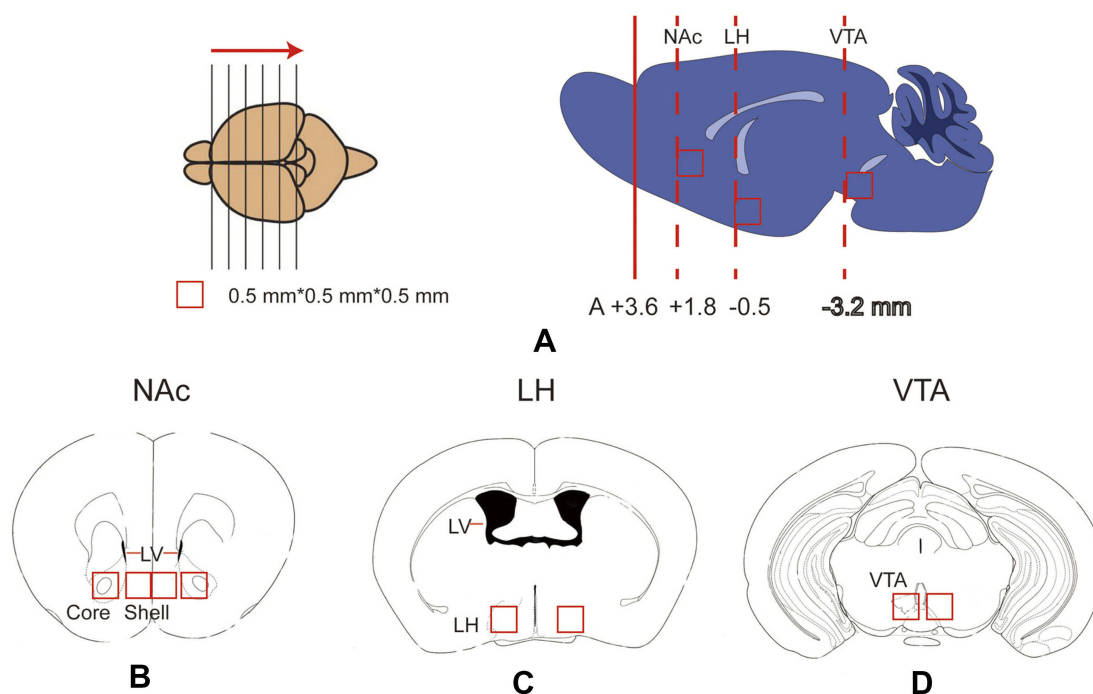 NAc LH VTA
0.5 mm*0.5 mm*0.5 mm
A +3.6 +1.8 -0.5 -3.2 mm
A
NAc LH VTA
LV
LV
VTA
Core Shell
LH
B C D